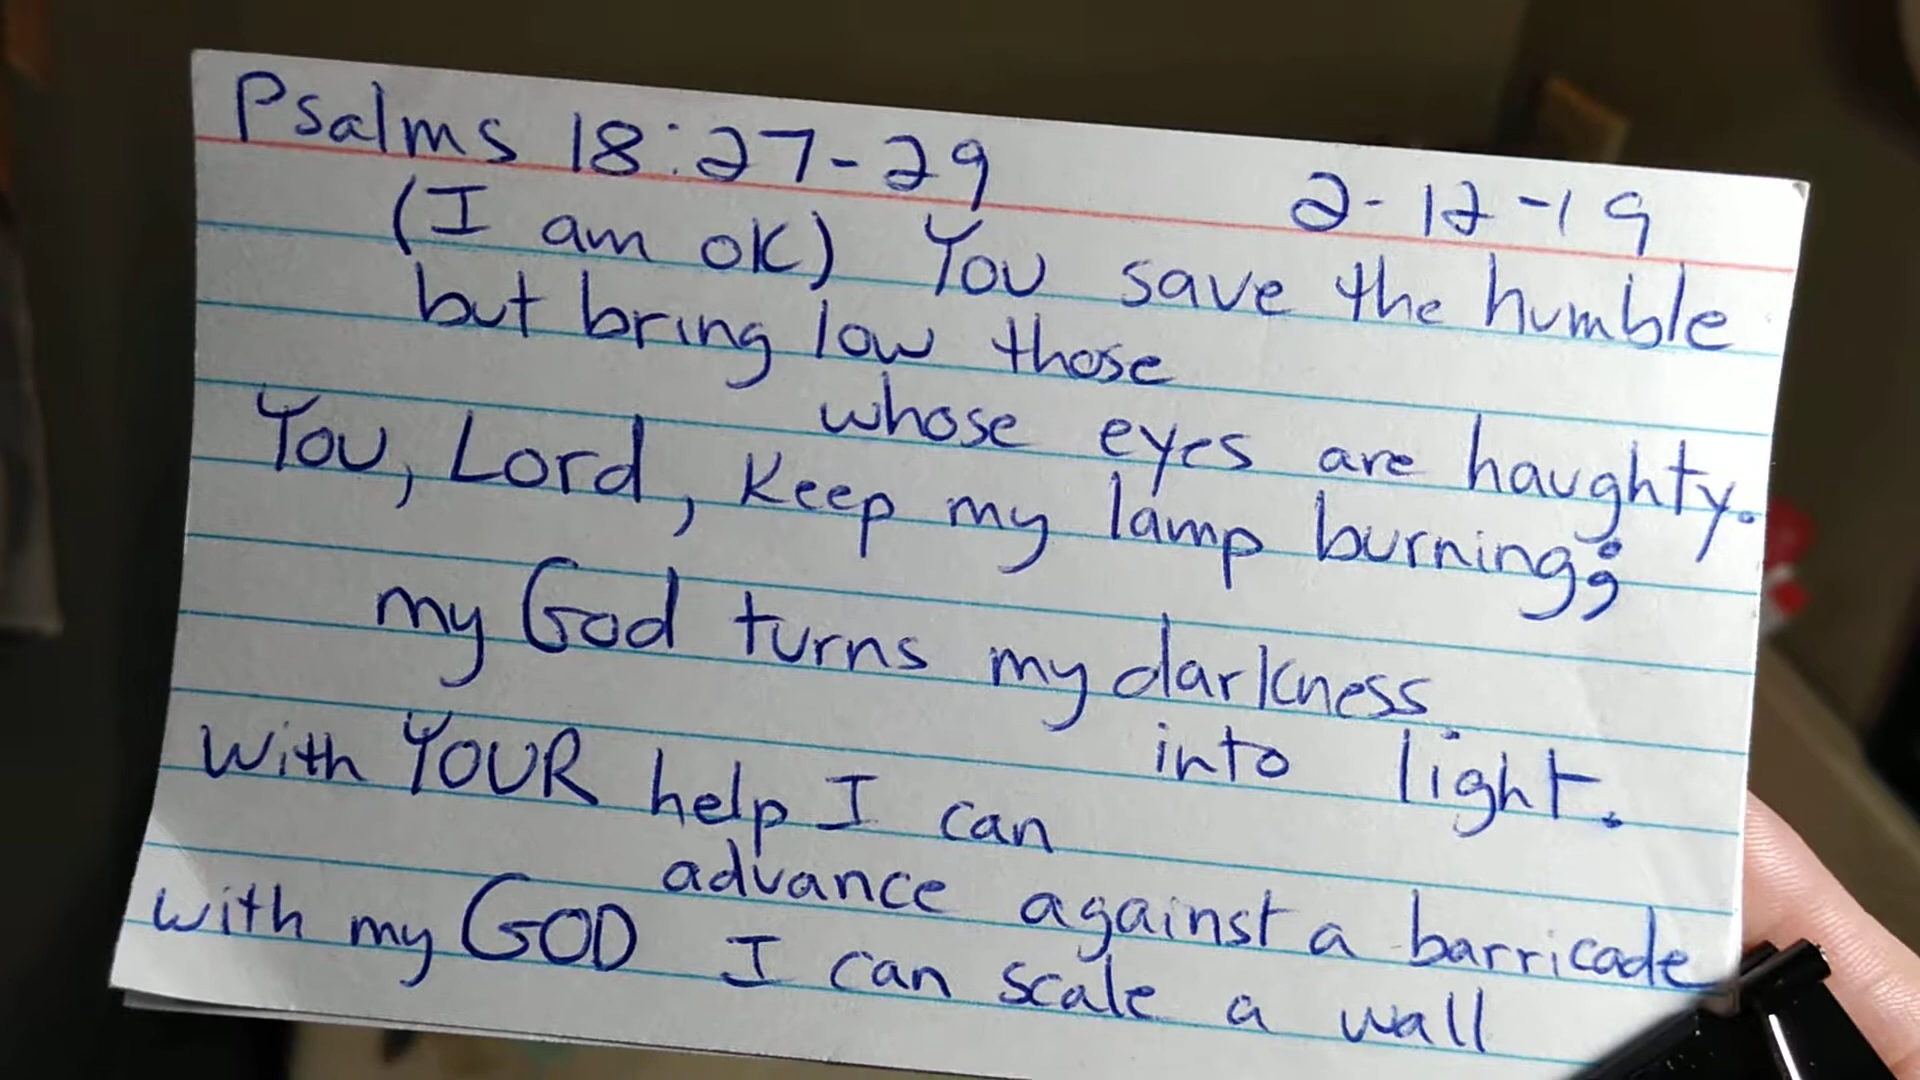 Psalms 18:27-29 2-12-19
(I am OK) You save the humble
but bring low those
whose eyes are haughty.
You, Lord, keep my lamp burning;
my God turns my darkness
into light.
With YOUR help I can
advance against a barricade
with my GOD I can scale a wall